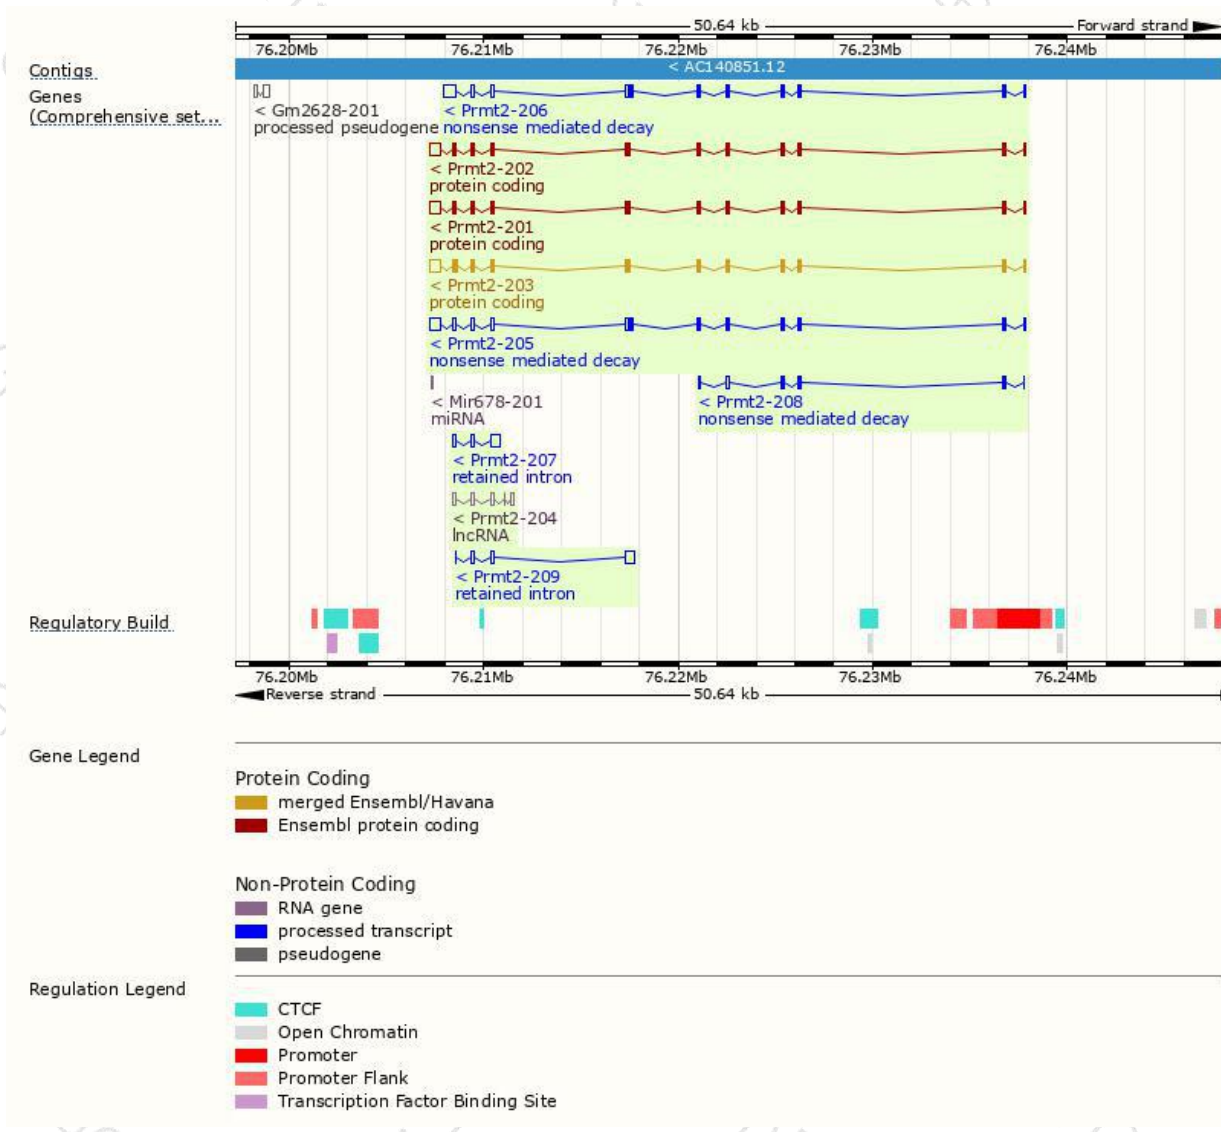 50.64 kb Forward strand
76.20Mb 76.21Mb 76.22Mb 76.23Mb 76.24Mb
Contigs < AC140851.12
Genes
(Comprehensive set...
< Gm2628-201 < Prmt2-206
processed pseudogene nonsense mediated decay
< Prmt2-202
protein coding
< Prmt2-201
protein coding
< Prmt2-203
protein coding
< Prmt2-205
nonsense mediated decay
< Mir678-201 < Prmt2-208
miRNA nonsense mediated decay
< Prmt2-207
retained intron
< Prmt2-204
lncRNA
< Prmt2-209
retained intron
Regulatory Build
76.20Mb 76.21Mb 76.22Mb 76.23Mb 76.24Mb
Reverse strand 50.64 kb
Gene Legend
Protein Coding
merged Ensembl/Havana
Ensembl protein coding
Non-Protein Coding
RNA gene
processed transcript
pseudogene
Regulation Legend
CTCF
Open Chromatin
Promoter
Promoter Flank
Transcription Factor Binding Site